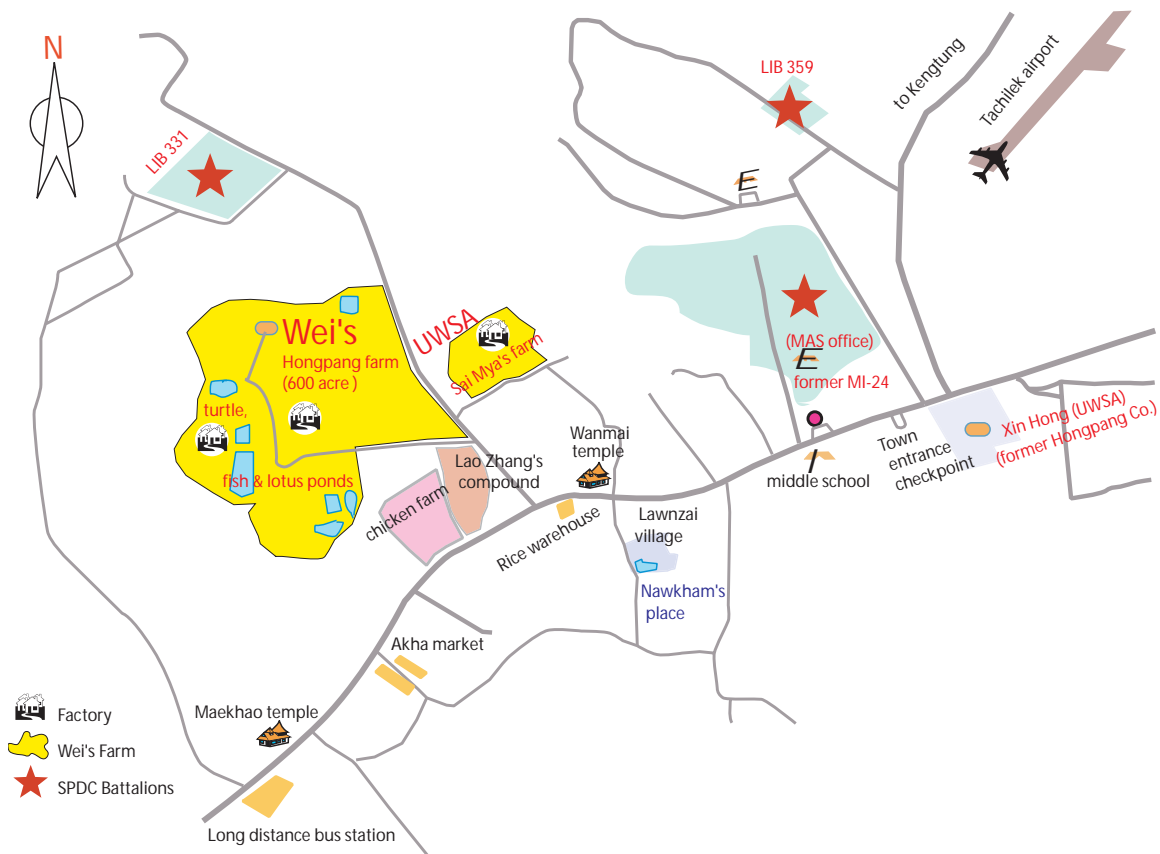 N
LIB 359
to Kengtung
Tachilek airport
LIB 331
E
Wei's
Hongpang farm
(600 acre )
UWSA
Sai Mya's farm
(MAS office)
E
former MI-24
turtle,
fish & lotus ponds
Lao Zhang's
compound
chicken farm
Wanmai
temple
middle school
Town
entrance
checkpoint
Xin Hong (UWSA)
(former Hongpang Co.)
Rice warehouse
Lawnzai
village
Nawkham's
place
Akha market
Maekhao temple
Factory
Wei's Farm
SPDC Battalions
Long distance bus station